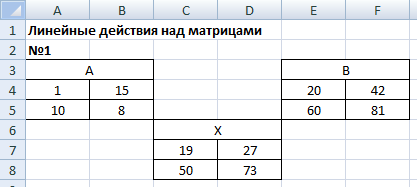 A B C D E F
1 Линейные действия над матрицами
2 №1
3 A B
4 1 15 20 42
5 10 8 60 81
6 X
7 19 27
8 50 73